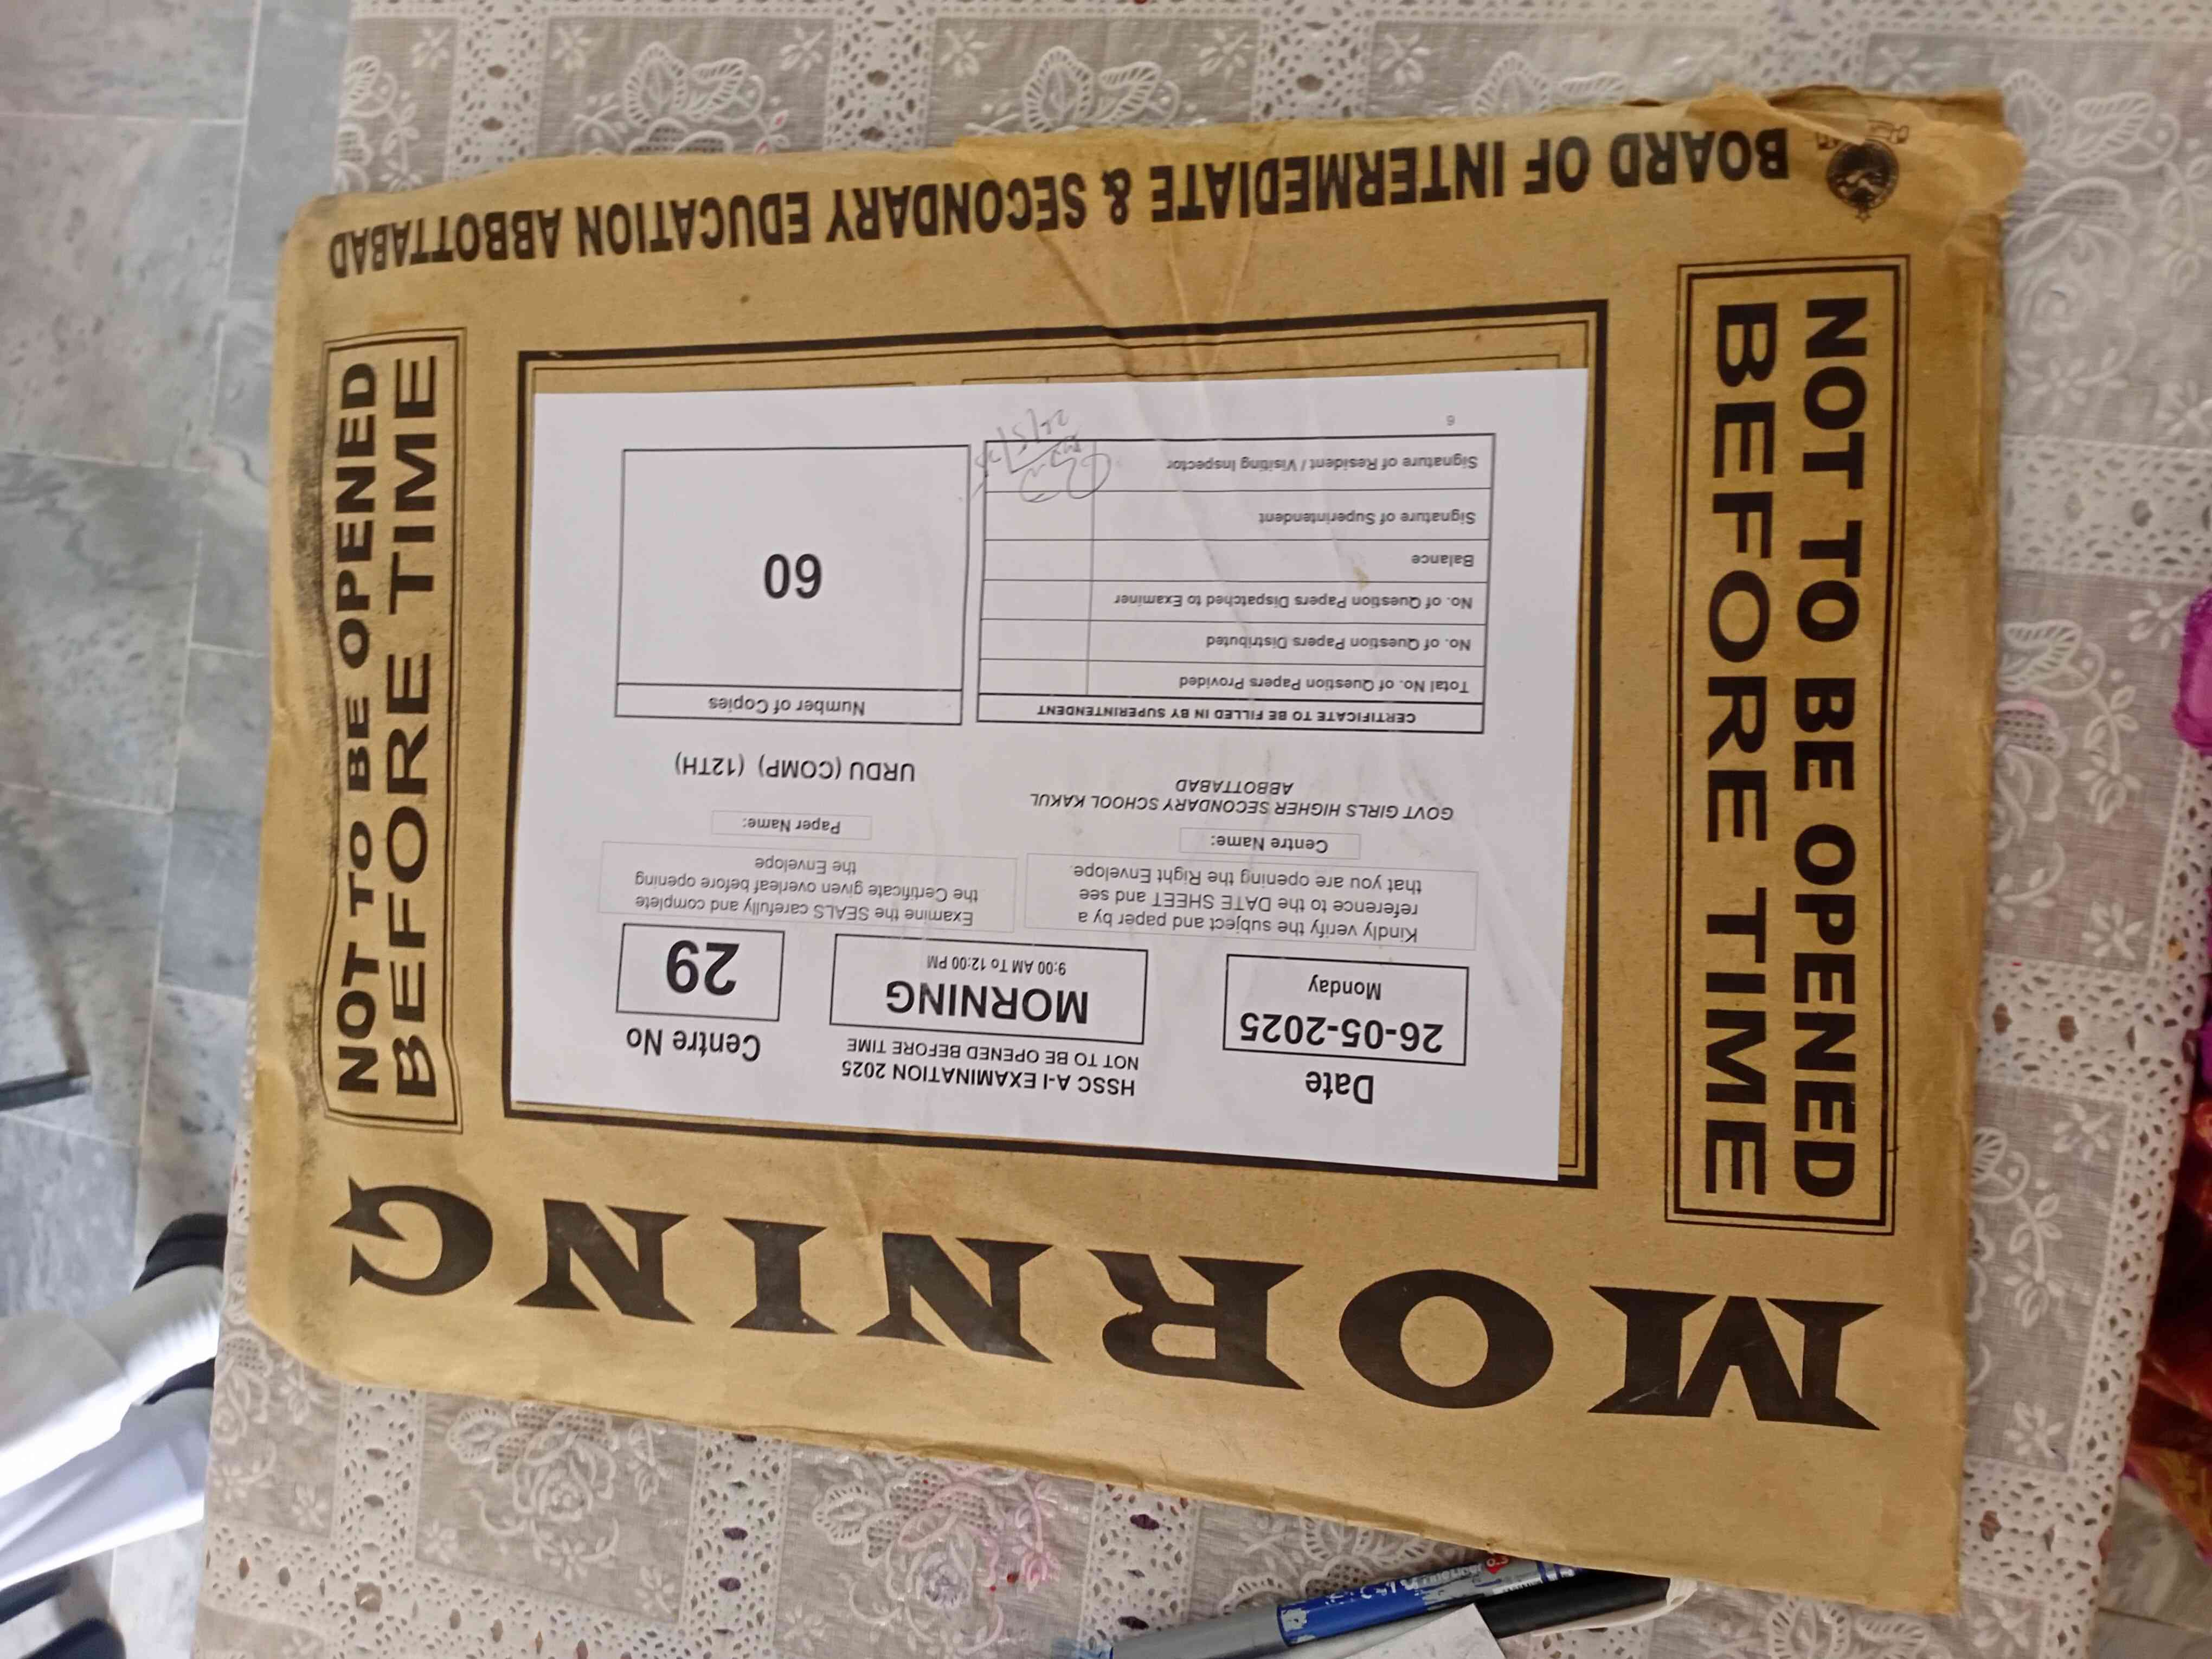 BOARD OF INTERMEDIATE & SECONDARY EDUCATION ABBOTTABAD
MORNING
NOT TO BE OPENED
BEFORE TIME
NOT TO BE OPENED
BEFORE TIME
Date
26-05-2025
Monday
HSSC A-I EXAMINATION 2025
NOT TO BE OPENED BEFORE TIME
MORNING
9:00 AM To 12:00 PM
Centre No
29
Kindly verify the subject and paper by a
reference to the DATE SHEET and see
that you are opening the Right Envelope.
Examine the SEALS carefully and complete
the Certificate given overleaf before opening
the Envelope
Centre Name:
GOVT GIRLS HIGHER SECONDARY SCHOOL KAKUL
ABBOTTABAD
Paper Name:
URDU (COMP) (12TH)
CERTIFICATE TO BE FILLED IN BY SUPERINTENDENT
Total No. of Question Papers Provided
No. of Question Papers Distributed
No. of Question Papers Dispatched to Examiner
Balance
Signature of Superintendent
Signature of Resident / Visiting Inspector
Number of Copies
60
6